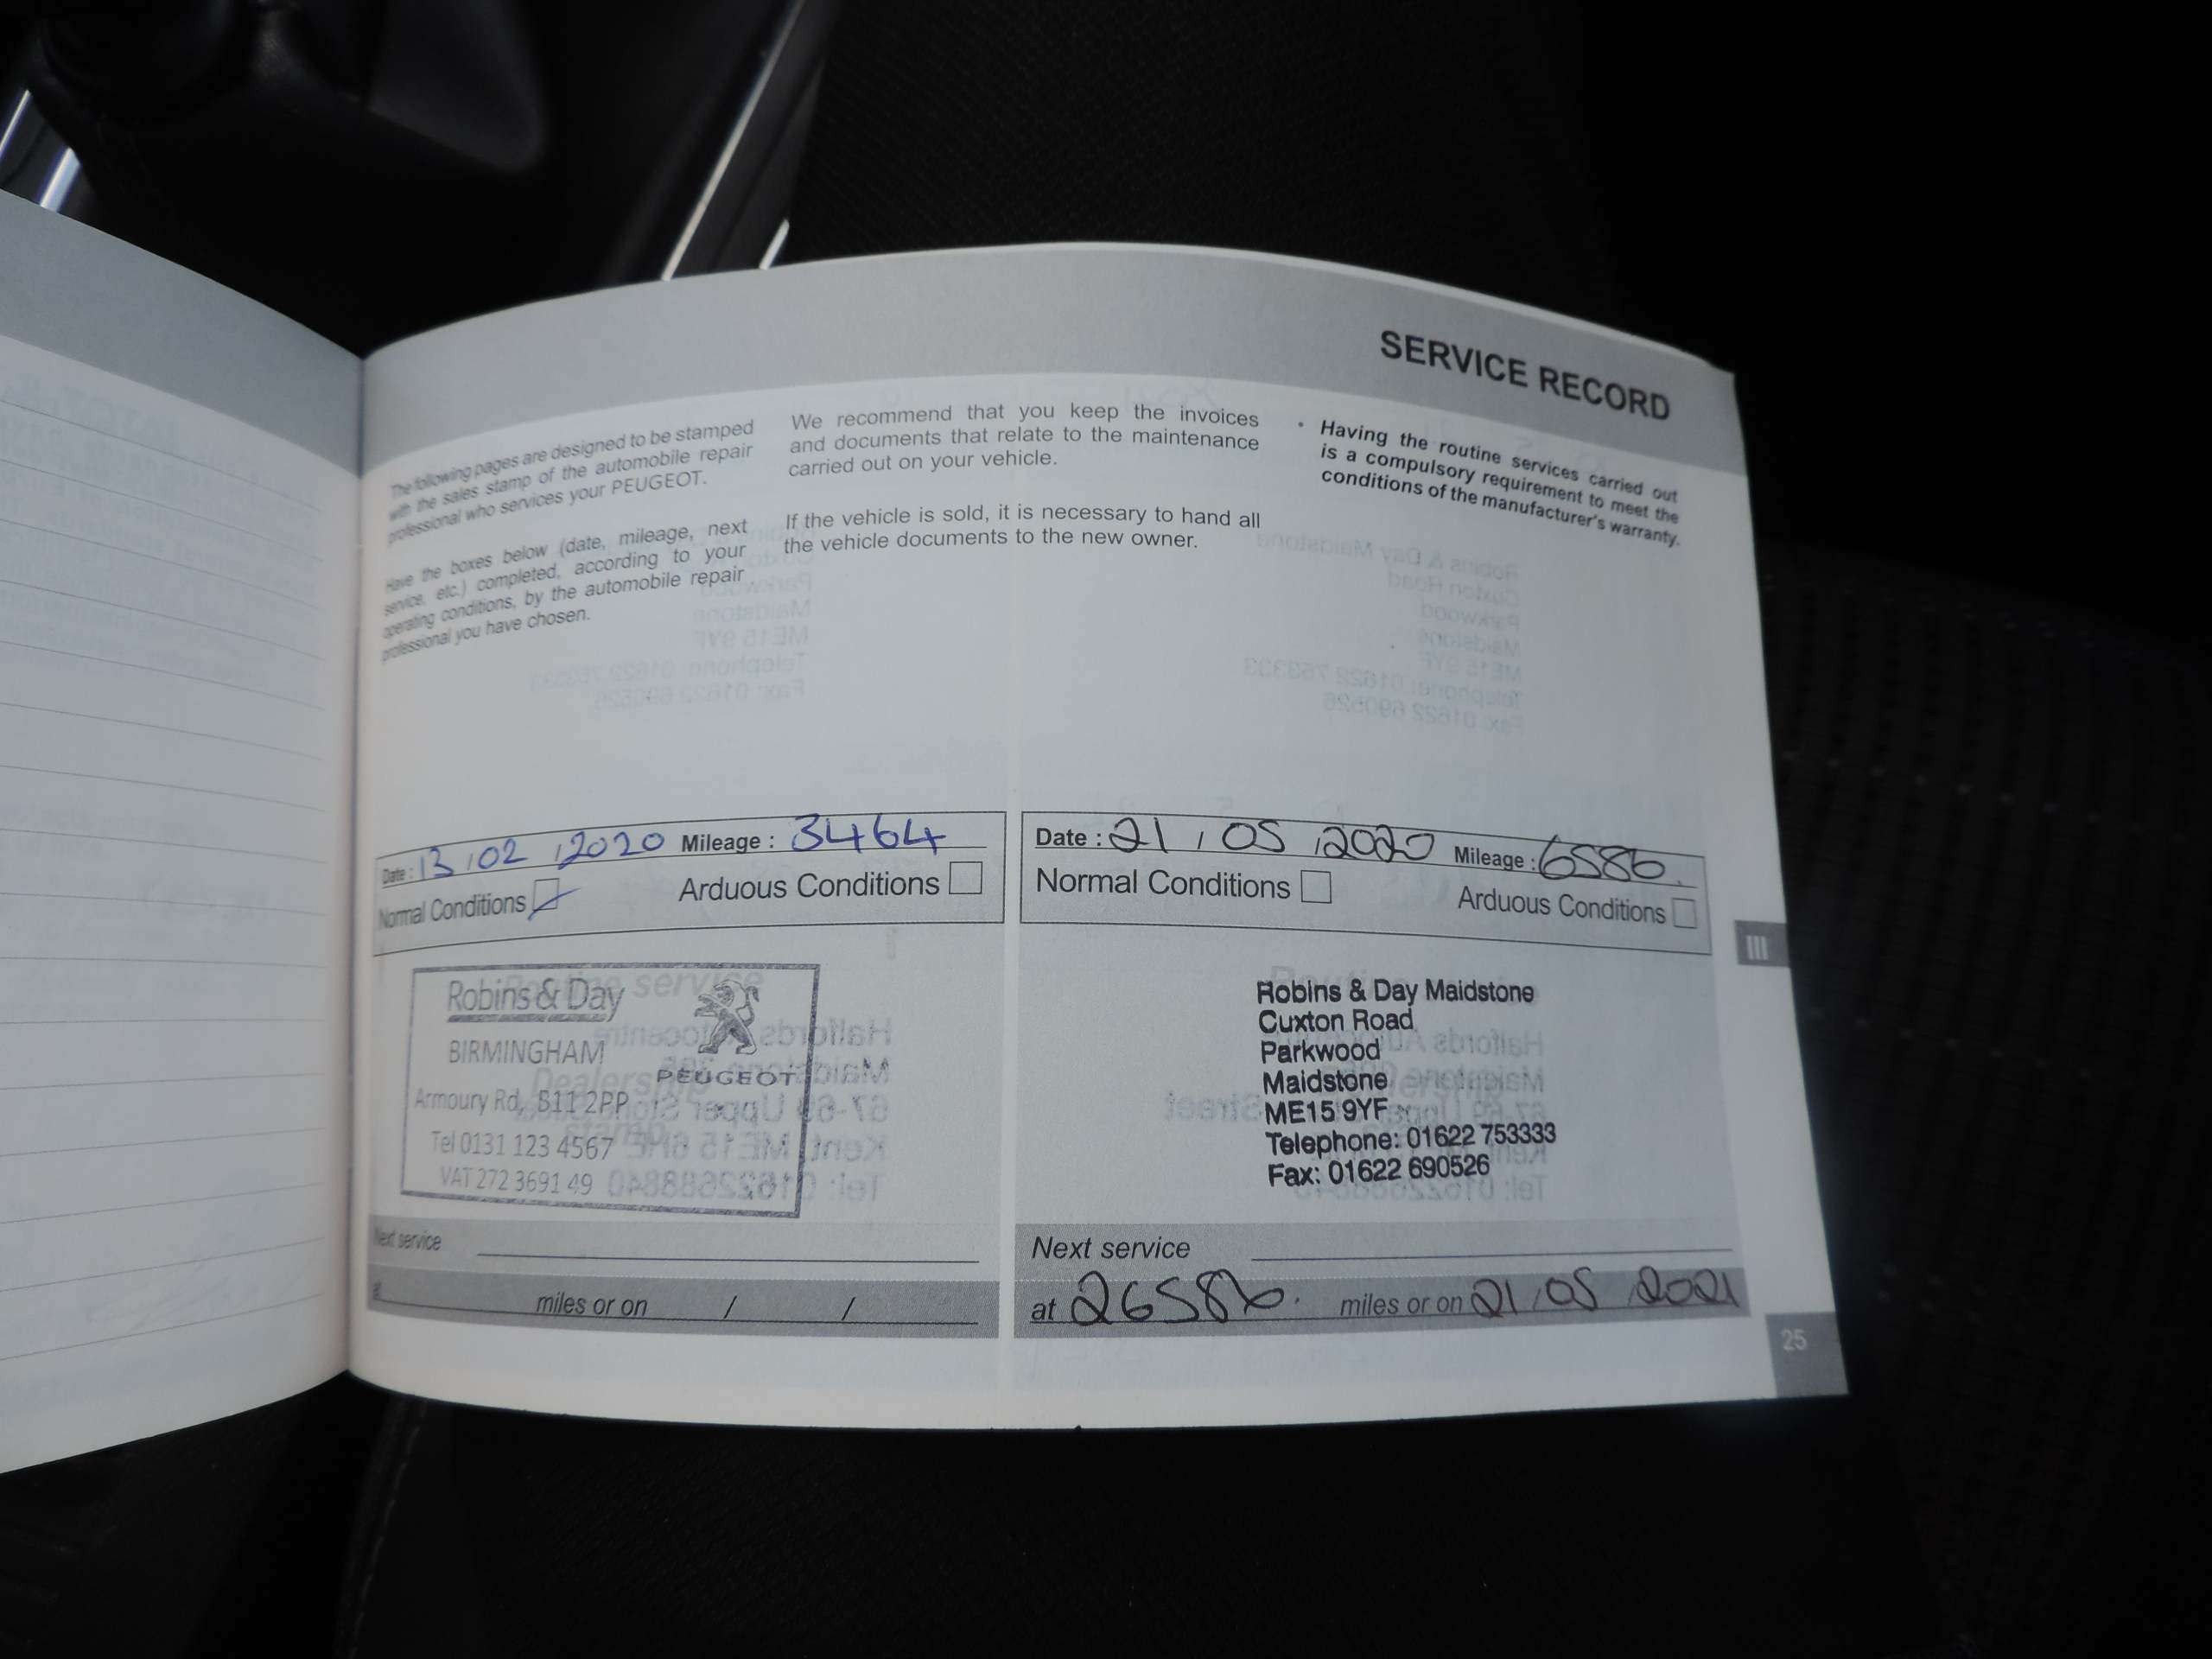 SERVICE RECORD
The following pages are designed to be stamped
with the sales stamp of the automobile repair
professional who services your PEUGEOT.
Have the boxes below (date, mileage, next
service, etc.) completed, according to your
operating conditions, by the automobile repair
professional you have chosen.
We recommend that you keep the invoices
and documents that relate to the maintenance
carried out on your vehicle.
If the vehicle is sold, it is necessary to hand all
the vehicle documents to the new owner.
• Having the routine services carried out
is a compulsory requirement to meet the
conditions of the manufacturer's warranty.
Date : 13 / 02 / 2020 Mileage : 3464
Normal Conditions Arduous Conditions
Robins & Day
BIRMINGHAM
PEUGEOT
Armoury Rd, B11 2PP
Tel 0131 123 4567
VAT 272 3691 49
Routine service
Dealership
stamp
Next service
at miles or on / /
Date : 21 / 05 / 2020 Mileage : 6586
Normal Conditions Arduous Conditions
Robins & Day Maidstone
Cuxton Road
Parkwood
Maidstone
ME15 9YF
Telephone: 01622 753333
Fax: 01622 690526
Next service
at 26586. miles or on 21 / 05 / 2021
III
25